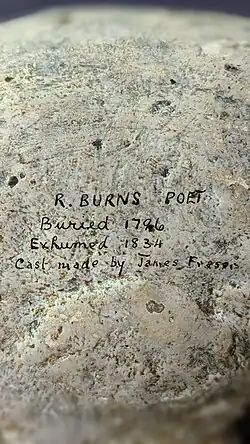 R. BURNS POET
Buried 1796
Exhumed 1834
Cast made by James